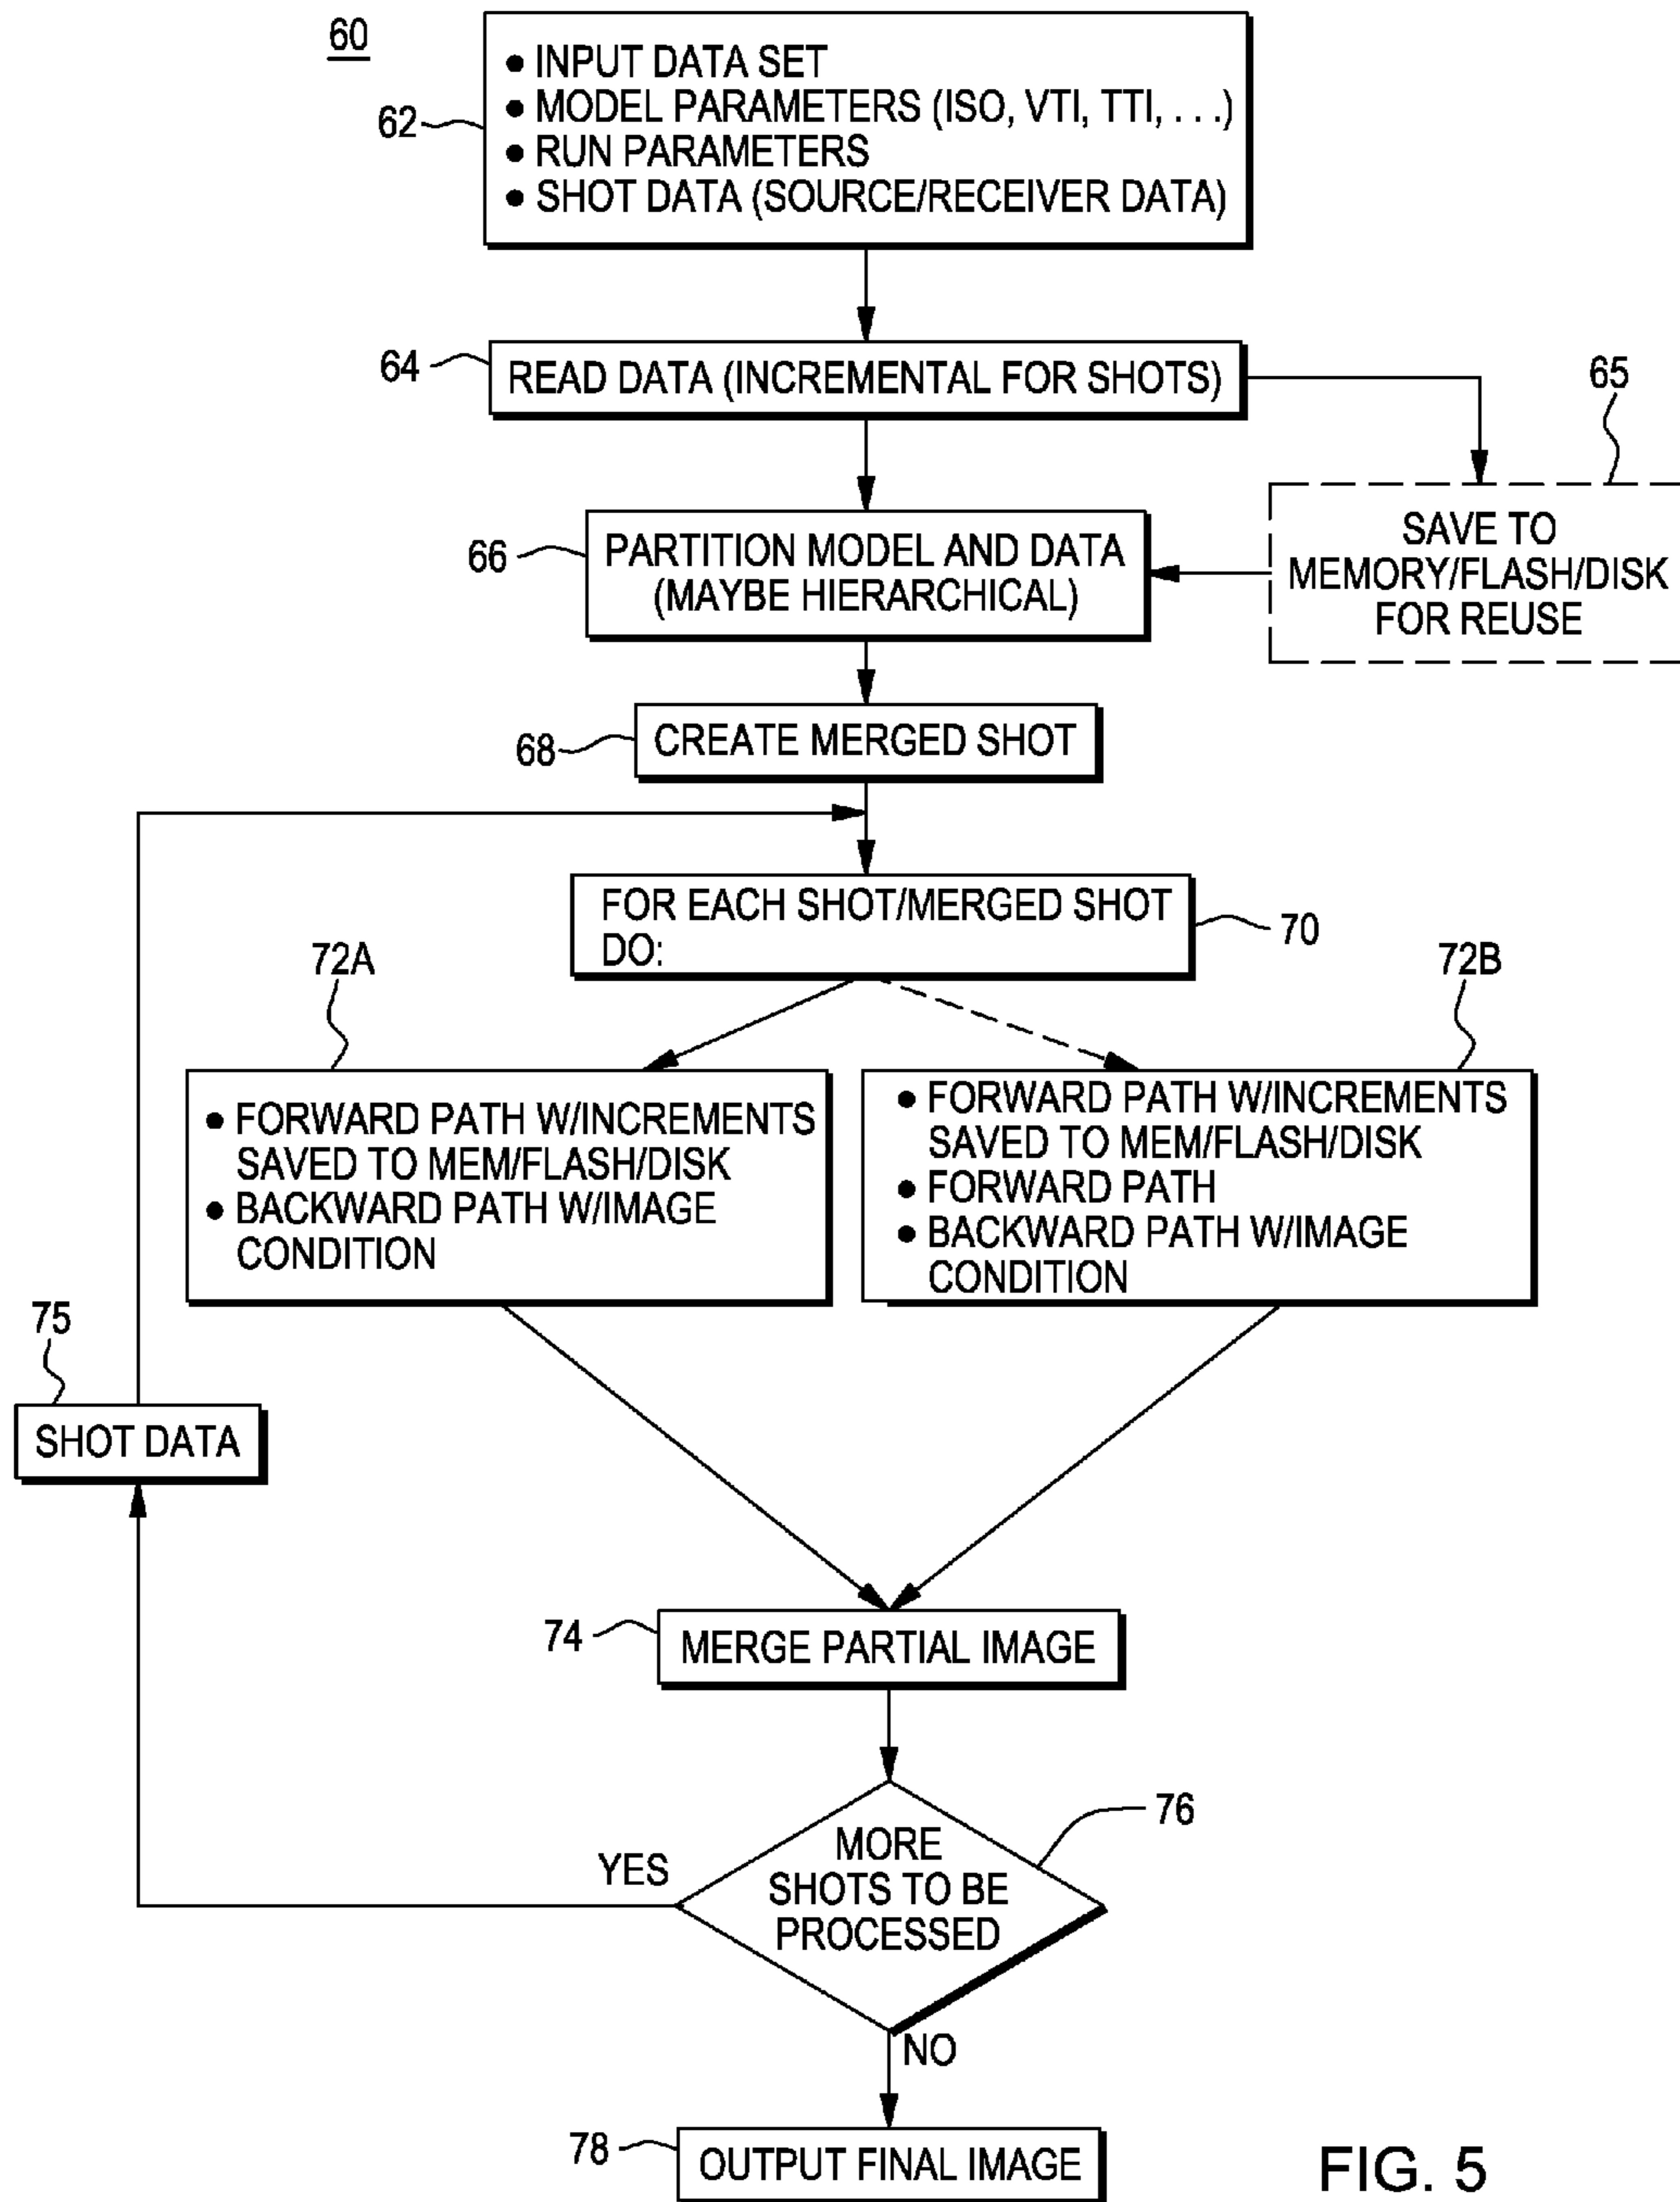 60
62
• INPUT DATA SET
• MODEL PARAMETERS (ISO, VTI, TTI, . . .)
• RUN PARAMETERS
• SHOT DATA (SOURCE/RECEIVER DATA)
64
READ DATA (INCREMENTAL FOR SHOTS)
65
SAVE TO
MEMORY/FLASH/DISK
FOR REUSE
66
PARTITION MODEL AND DATA
(MAYBE HIERARCHICAL)
68
CREATE MERGED SHOT
FOR EACH SHOT/MERGED SHOT
DO:
70
72A
• FORWARD PATH W/INCREMENTS
SAVED TO MEM/FLASH/DISK
• BACKWARD PATH W/IMAGE
CONDITION
72B
• FORWARD PATH W/INCREMENTS
SAVED TO MEM/FLASH/DISK
• FORWARD PATH
• BACKWARD PATH W/IMAGE
CONDITION
75
SHOT DATA
74
MERGE PARTIAL IMAGE
76
MORE
SHOTS TO BE
PROCESSED
YES
NO
78
OUTPUT FINAL IMAGE
FIG. 5